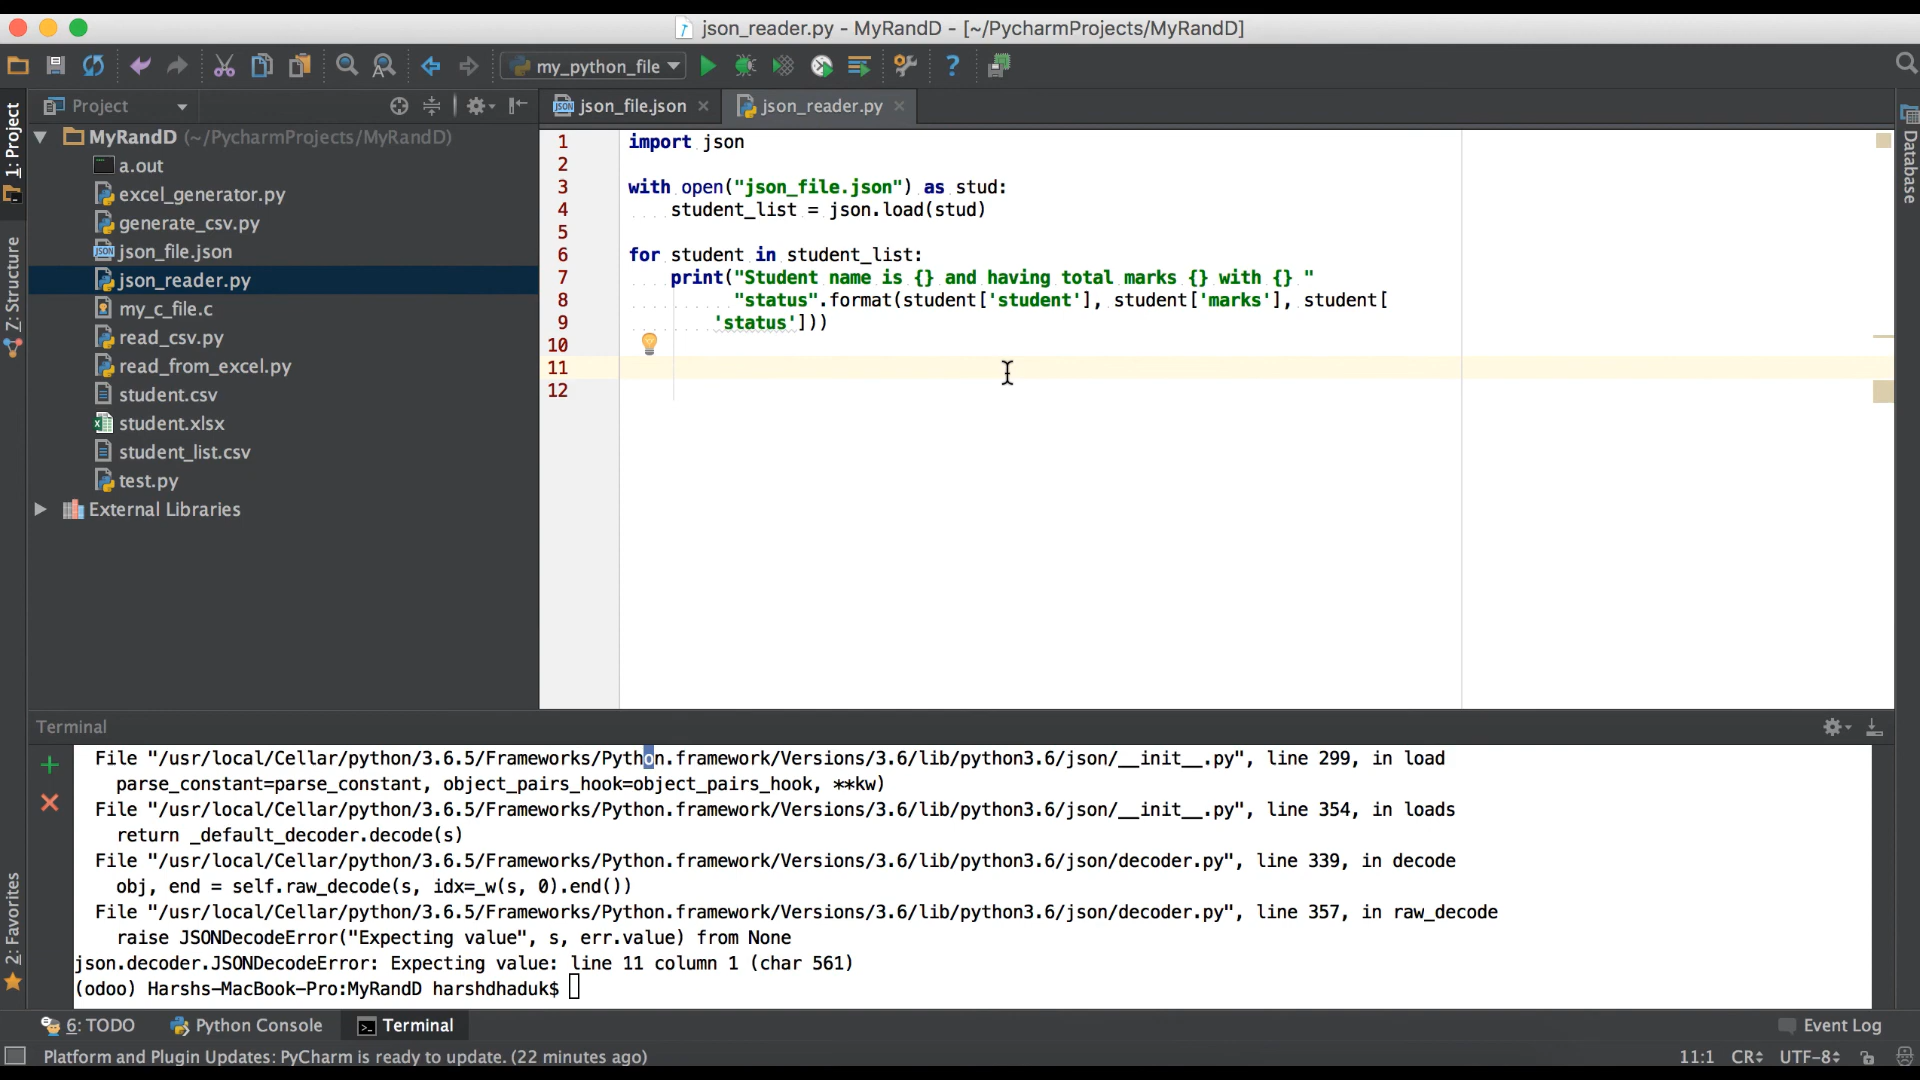 json_reader.py - MyRandD - [~/PycharmProjects/MyRandD]
my_python_file
1: Project
Project
json_file.json
json_reader.py
Database
MyRandD (~/PycharmProjects/MyRandD)
a.out
excel_generator.py
generate_csv.py
json_file.json
json_reader.py
my_c_file.c
read_csv.py
read_from_excel.py
student.csv
student.xlsx
student_list.csv
test.py
External Libraries
7: Structure
1 import json
2
3 with open("json_file.json") as stud:
4 student_list = json.load(stud)
5
6 for student in student_list:
7 print("Student name is {} and having total marks {} with {} "
8 "status".format(student['student'], student['marks'], student[
9 'status']))
10
11
12
Terminal
File "/usr/local/Cellar/python/3.6.5/Frameworks/Python.framework/Versions/3.6/lib/python3.6/json/__init__.py", line 299, in load
parse_constant=parse_constant, object_pairs_hook=object_pairs_hook, **kw)
File "/usr/local/Cellar/python/3.6.5/Frameworks/Python.framework/Versions/3.6/lib/python3.6/json/__init__.py", line 354, in loads
return _default_decoder.decode(s)
File "/usr/local/Cellar/python/3.6.5/Frameworks/Python.framework/Versions/3.6/lib/python3.6/json/decoder.py", line 339, in decode
obj, end = self.raw_decode(s, idx=_w(s, 0).end())
File "/usr/local/Cellar/python/3.6.5/Frameworks/Python.framework/Versions/3.6/lib/python3.6/json/decoder.py", line 357, in raw_decode
raise JSONDecodeError("Expecting value", s, err.value) from None
json.decoder.JSONDecodeError: Expecting value: line 11 column 1 (char 561)
(odoo) Harshs-MacBook-Pro:MyRandD harshdhaduk$
2: Favorites
6: TODO
Python Console
Terminal
Event Log
Platform and Plugin Updates: PyCharm is ready to update. (22 minutes ago)
11:1 CR UTF-8